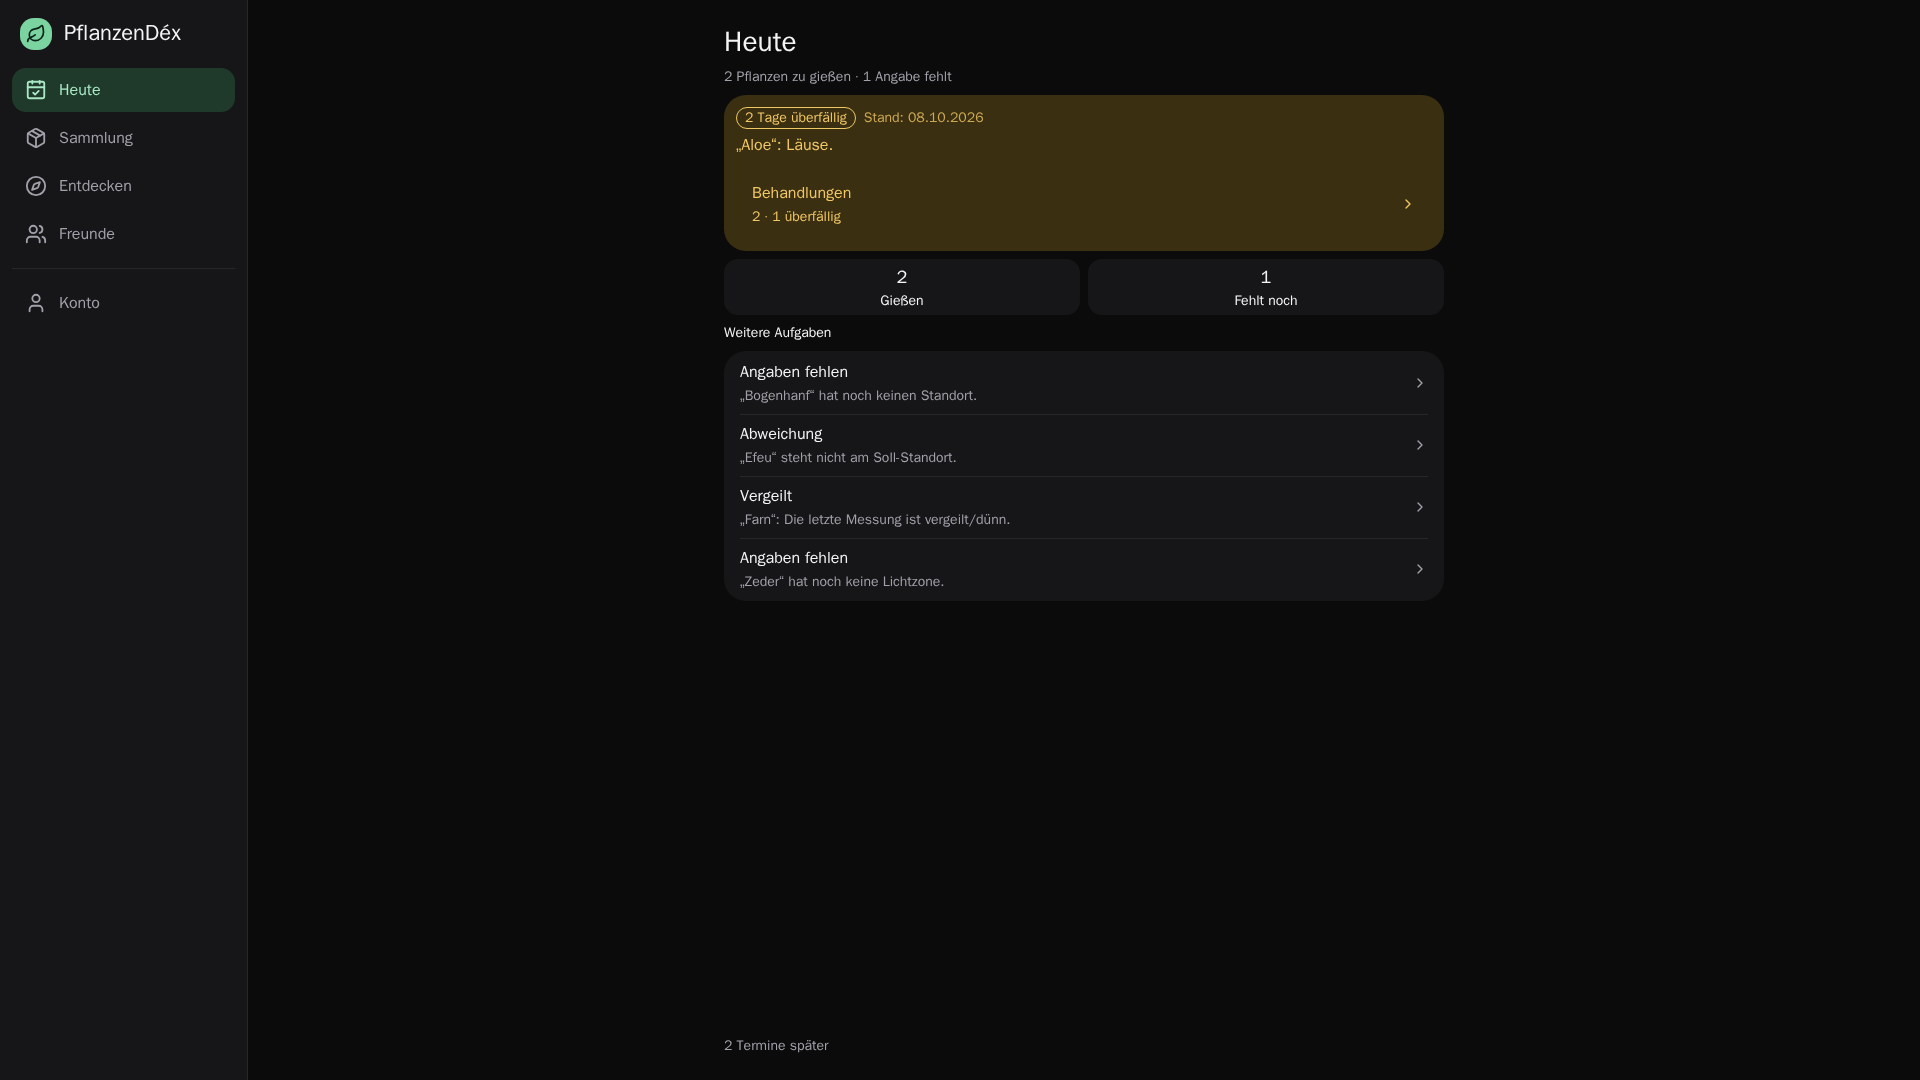 PflanzenDéx
Heute
Sammlung
Entdecken
Freunde
Konto
Heute
2 Pflanzen zu gießen · 1 Angabe fehlt
2 Tage überfällig Stand: 08.10.2026
„Aloe“: Läuse.
Behandlungen
2 · 1 überfällig
2
Gießen
1
Fehlt noch
Weitere Aufgaben
Angaben fehlen
„Bogenhanf“ hat noch keinen Standort.
Abweichung
„Efeu“ steht nicht am Soll-Standort.
Vergeilt
„Farn“: Die letzte Messung ist vergeilt/dünn.
Angaben fehlen
„Zeder“ hat noch keine Lichtzone.
2 Termine später